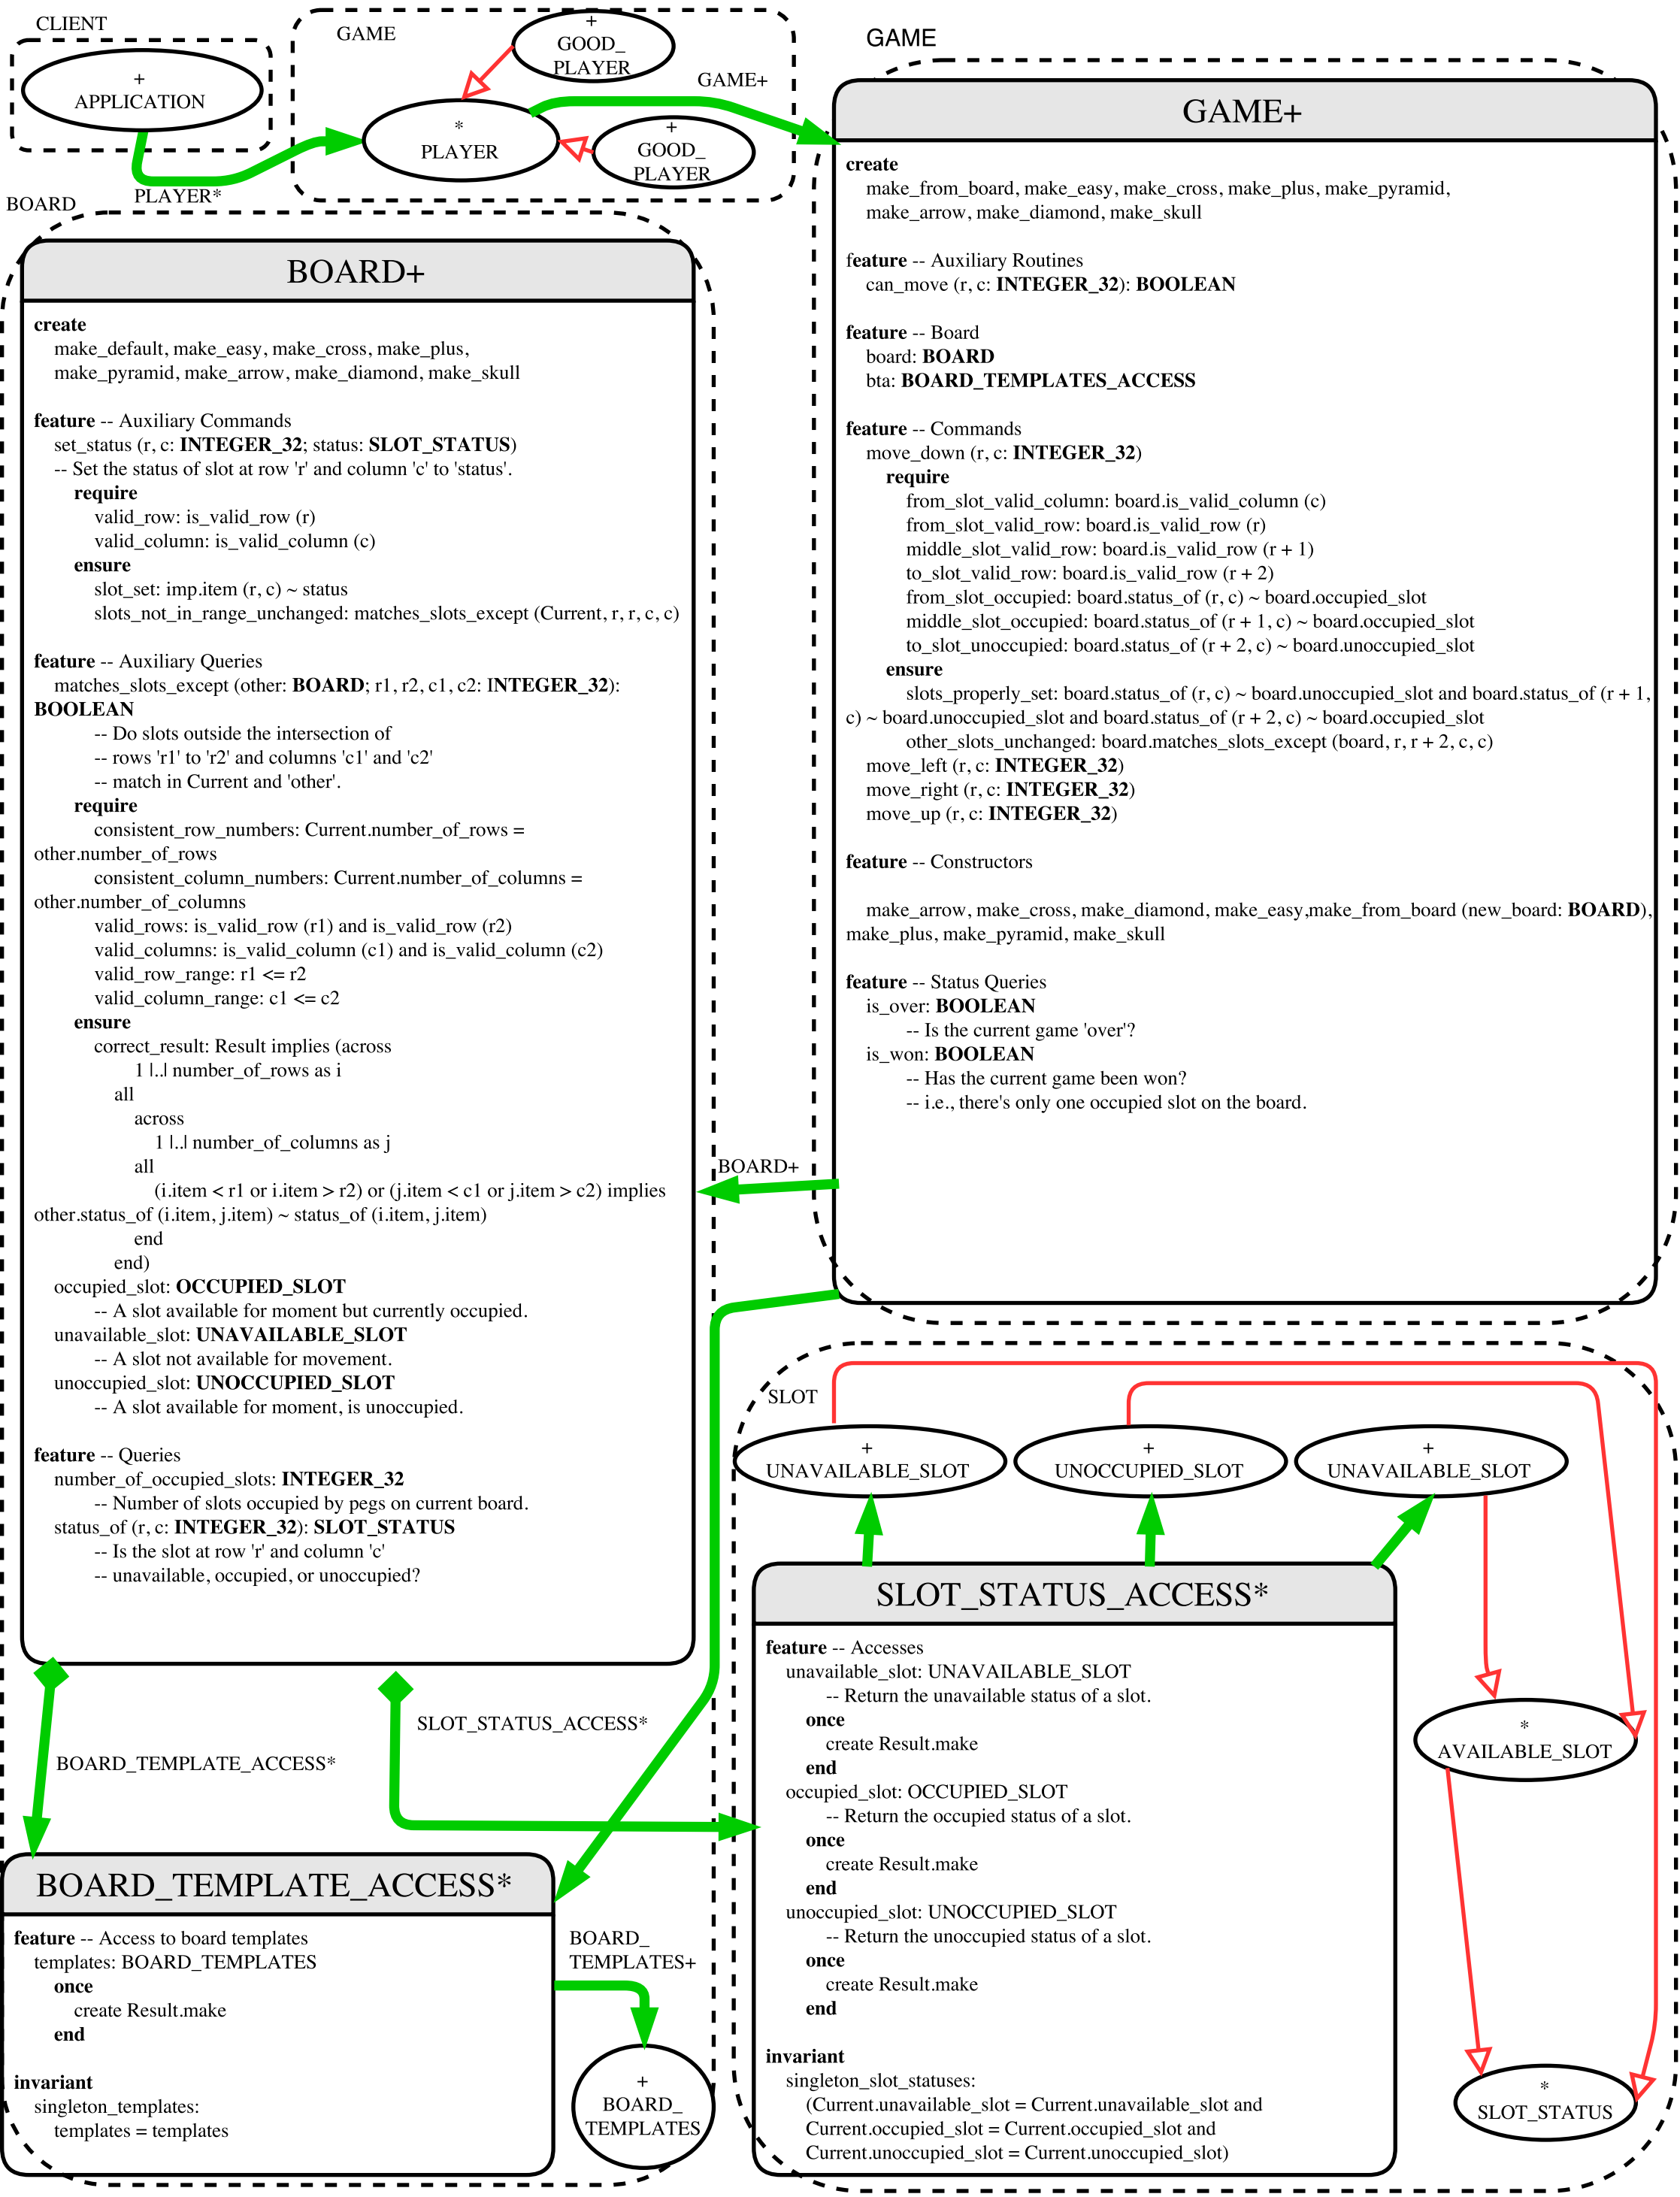 CLIENT
+
APPLICATION
PLAYER*
GAME
+
GOOD_
PLAYER
*
PLAYER
+
GOOD_
PLAYER
GAME+
GAME
GAME+
create
make_from_board, make_easy, make_cross, make_plus, make_pyramid,
make_arrow, make_diamond, make_skull
feature -- Auxiliary Routines
can_move (r, c: INTEGER_32): BOOLEAN
feature -- Board
board: BOARD
bta: BOARD_TEMPLATES_ACCESS
feature -- Commands
move_down (r, c: INTEGER_32)
require
from_slot_valid_column: board.is_valid_column (c)
from_slot_valid_row: board.is_valid_row (r)
middle_slot_valid_row: board.is_valid_row (r + 1)
to_slot_valid_row: board.is_valid_row (r + 2)
from_slot_occupied: board.status_of (r, c) ~ board.occupied_slot
middle_slot_occupied: board.status_of (r + 1, c) ~ board.occupied_slot
to_slot_unoccupied: board.status_of (r + 2, c) ~ board.unoccupied_slot
ensure
slots_properly_set: board.status_of (r, c) ~ board.unoccupied_slot and board.status_of (r + 1,
c) ~ board.unoccupied_slot and board.status_of (r + 2, c) ~ board.occupied_slot
other_slots_unchanged: board.matches_slots_except (board, r, r + 2, c, c)
move_left (r, c: INTEGER_32)
move_right (r, c: INTEGER_32)
move_up (r, c: INTEGER_32)
feature -- Constructors
make_arrow, make_cross, make_diamond, make_easy,make_from_board (new_board: BOARD),
make_plus, make_pyramid, make_skull
feature -- Status Queries
is_over: BOOLEAN
-- Is the current game 'over'?
is_won: BOOLEAN
-- Has the current game been won?
-- i.e., there's only one occupied slot on the board.
BOARD
BOARD+
create
make_default, make_easy, make_cross, make_plus,
make_pyramid, make_arrow, make_diamond, make_skull
feature -- Auxiliary Commands
set_status (r, c: INTEGER_32; status: SLOT_STATUS)
-- Set the status of slot at row 'r' and column 'c' to 'status'.
require
valid_row: is_valid_row (r)
valid_column: is_valid_column (c)
ensure
slot_set: imp.item (r, c) ~ status
slots_not_in_range_unchanged: matches_slots_except (Current, r, r, c, c)
feature -- Auxiliary Queries
matches_slots_except (other: BOARD; r1, r2, c1, c2: INTEGER_32):
BOOLEAN
-- Do slots outside the intersection of
-- rows 'r1' to 'r2' and columns 'c1' and 'c2'
-- match in Current and 'other'.
require
consistent_row_numbers: Current.number_of_rows =
other.number_of_rows
consistent_column_numbers: Current.number_of_columns =
other.number_of_columns
valid_rows: is_valid_row (r1) and is_valid_row (r2)
valid_columns: is_valid_column (c1) and is_valid_column (c2)
valid_row_range: r1 <= r2
valid_column_range: c1 <= c2
ensure
correct_result: Result implies (across
1 |..| number_of_rows as i
all
across
1 |..| number_of_columns as j
all
(i.item < r1 or i.item > r2) or (j.item < c1 or j.item > c2) implies
other.status_of (i.item, j.item) ~ status_of (i.item, j.item)
end
end)
occupied_slot: OCCUPIED_SLOT
-- A slot available for moment but currently occupied.
unavailable_slot: UNAVAILABLE_SLOT
-- A slot not available for movement.
unoccupied_slot: UNOCCUPIED_SLOT
-- A slot available for moment, is unoccupied.
feature -- Queries
number_of_occupied_slots: INTEGER_32
-- Number of slots occupied by pegs on current board.
status_of (r, c: INTEGER_32): SLOT_STATUS
-- Is the slot at row 'r' and column 'c'
-- unavailable, occupied, or unoccupied?
BOARD+
SLOT_STATUS_ACCESS*
BOARD_TEMPLATE_ACCESS*
BOARD_TEMPLATE_ACCESS*
feature -- Access to board templates
templates: BOARD_TEMPLATES
once
create Result.make
end
invariant
singleton_templates:
templates = templates
BOARD_
TEMPLATES+
+
BOARD_
TEMPLATES
SLOT
+
UNAVAILABLE_SLOT
+
UNOCCUPIED_SLOT
+
UNAVAILABLE_SLOT
SLOT_STATUS_ACCESS*
feature -- Accesses
unavailable_slot: UNAVAILABLE_SLOT
-- Return the unavailable status of a slot.
once
create Result.make
end
occupied_slot: OCCUPIED_SLOT
-- Return the occupied status of a slot.
once
create Result.make
end
unoccupied_slot: UNOCCUPIED_SLOT
-- Return the unoccupied status of a slot.
once
create Result.make
end
invariant
singleton_slot_statuses:
(Current.unavailable_slot = Current.unavailable_slot and
Current.occupied_slot = Current.occupied_slot and
Current.unoccupied_slot = Current.unoccupied_slot)
*
AVAILABLE_SLOT
*
SLOT_STATUS